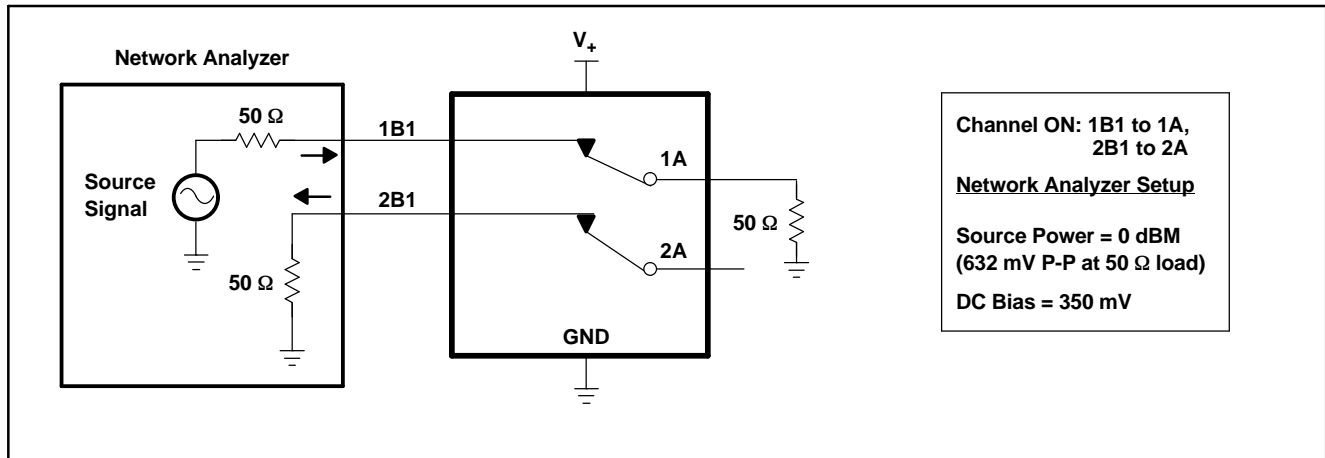 Network Analyzer
50 Ω
Source
Signal
50 Ω
1B1
2B1
V+
1A
2A
GND
50 Ω
Channel ON: 1B1 to 1A,
2B1 to 2A
Network Analyzer Setup
Source Power = 0 dBM
(632 mV P-P at 50 Ω load)
DC Bias = 350 mV